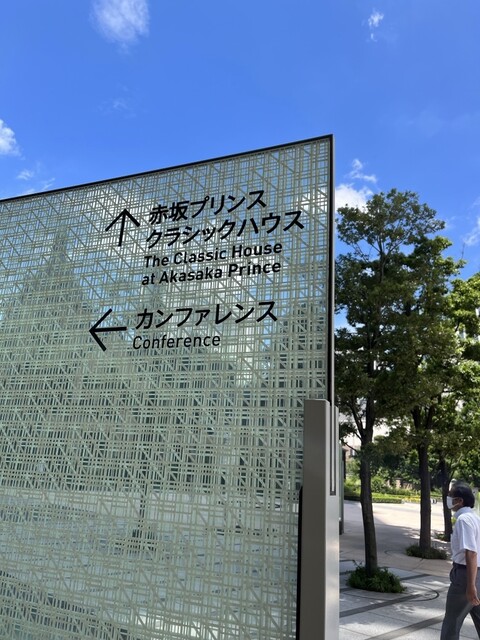 赤坂プリンス
クラシックハウス
The Classic House
at Akasaka Prince
カンファレンス
Conference